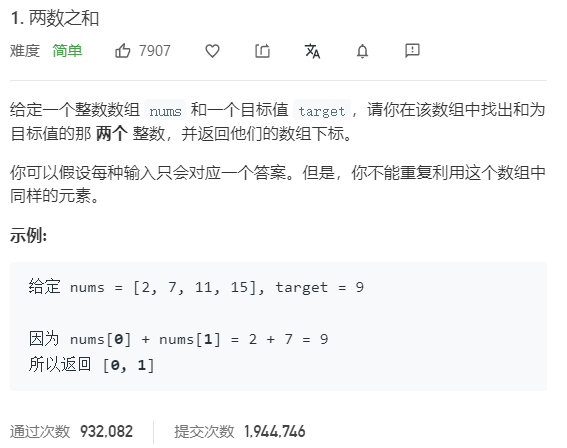 1. 两数之和
难度 简单 7907 文A
给定一个整数数组 nums 和一个目标值 target，请你在该数组中找出和为
目标值的那 两个 整数，并返回他们的数组下标。
你可以假设每种输入只会对应一个答案。但是，你不能重复利用这个数组中
同样的元素。
示例:
给定 nums = [2, 7, 11, 15], target = 9
因为 nums[0] + nums[1] = 2 + 7 = 9
所以返回 [0, 1]
通过次数 932,082 提交次数 1,944,746